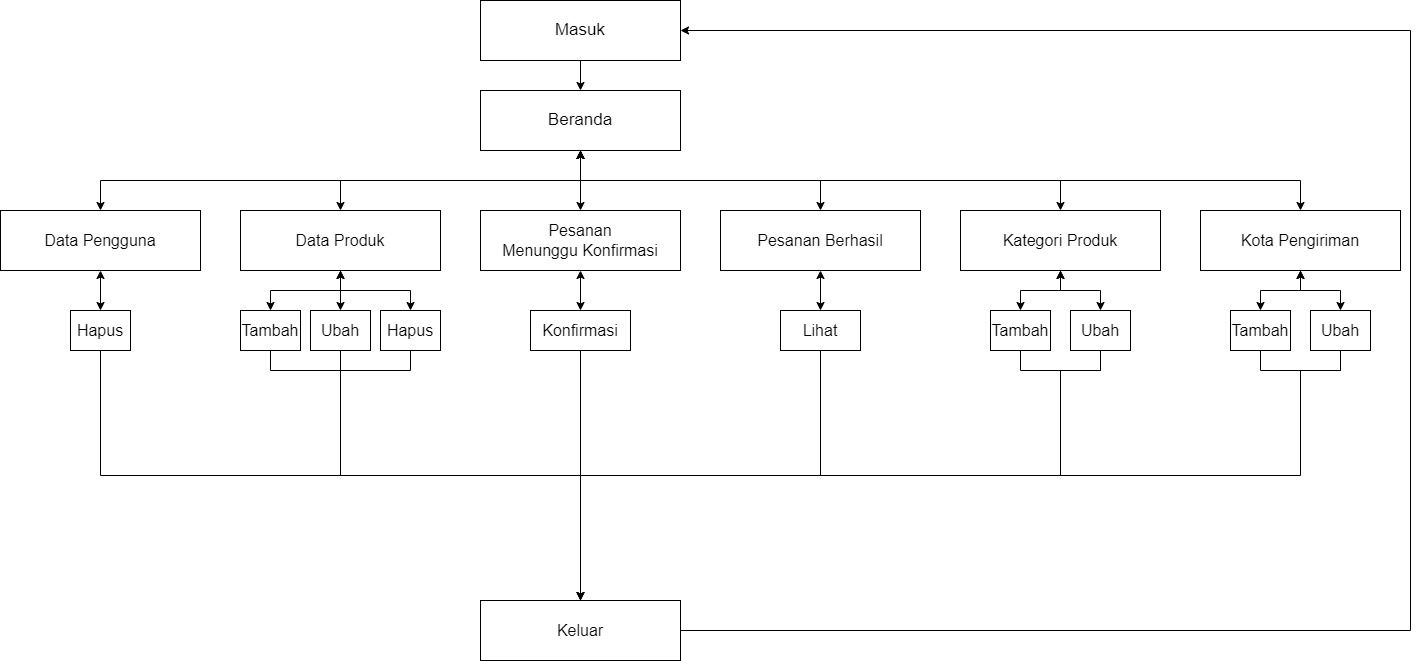 Masuk
Beranda
Data Pengguna
Data Produk
Pesanan
Menunggu Konfirmasi
Pesanan Berhasil
Kategori Produk
Kota Pengiriman
Hapus
Tambah
Ubah
Hapus
Konfirmasi
Lihat
Tambah
Ubah
Tambah
Ubah
Keluar